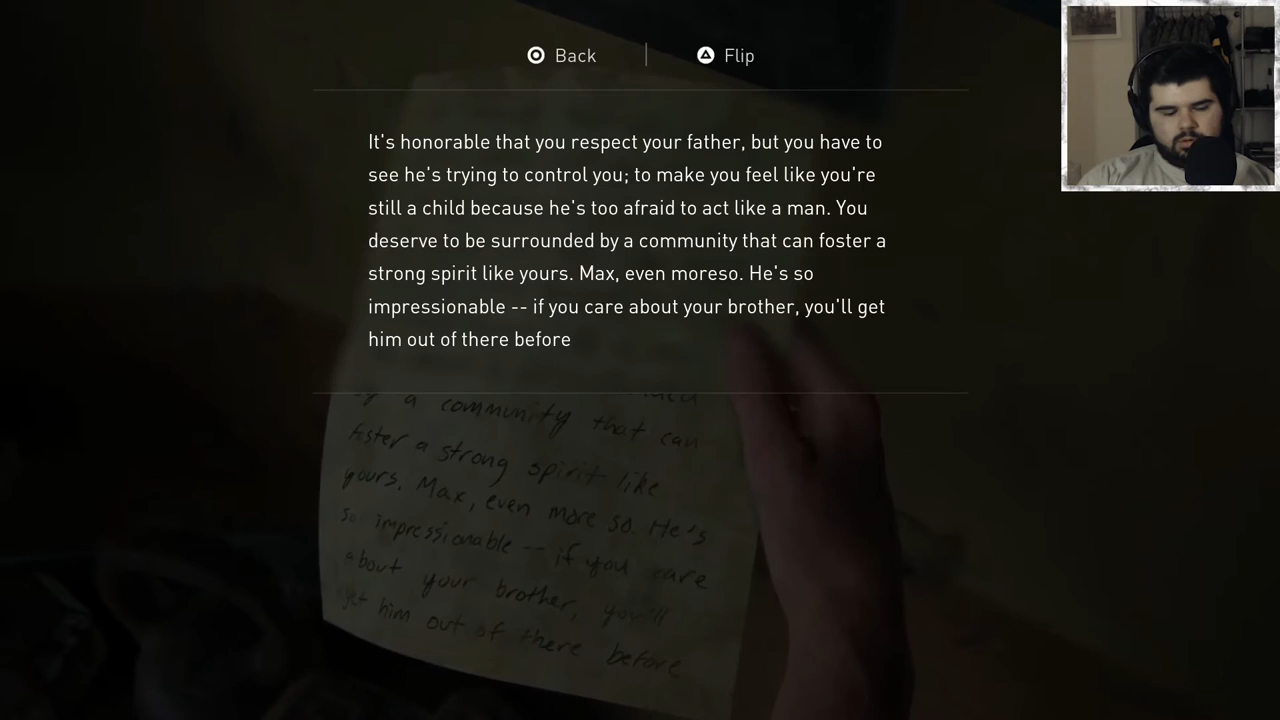 Back
Flip
It's honorable that you respect your father, but you have to
see he's trying to control you; to make you feel like you're
still a child because he's too afraid to act like a man. You
deserve to be surrounded by a community that can foster a
strong spirit like yours. Max, even moreso. He's so
impressionable -- if you care about your brother, you'll get
him out of there before
by a community that can
foster a strong spirit like
yours. Max, even more so. He's
so impressionable -- if you care
about your brother, you'll
get him out of there before